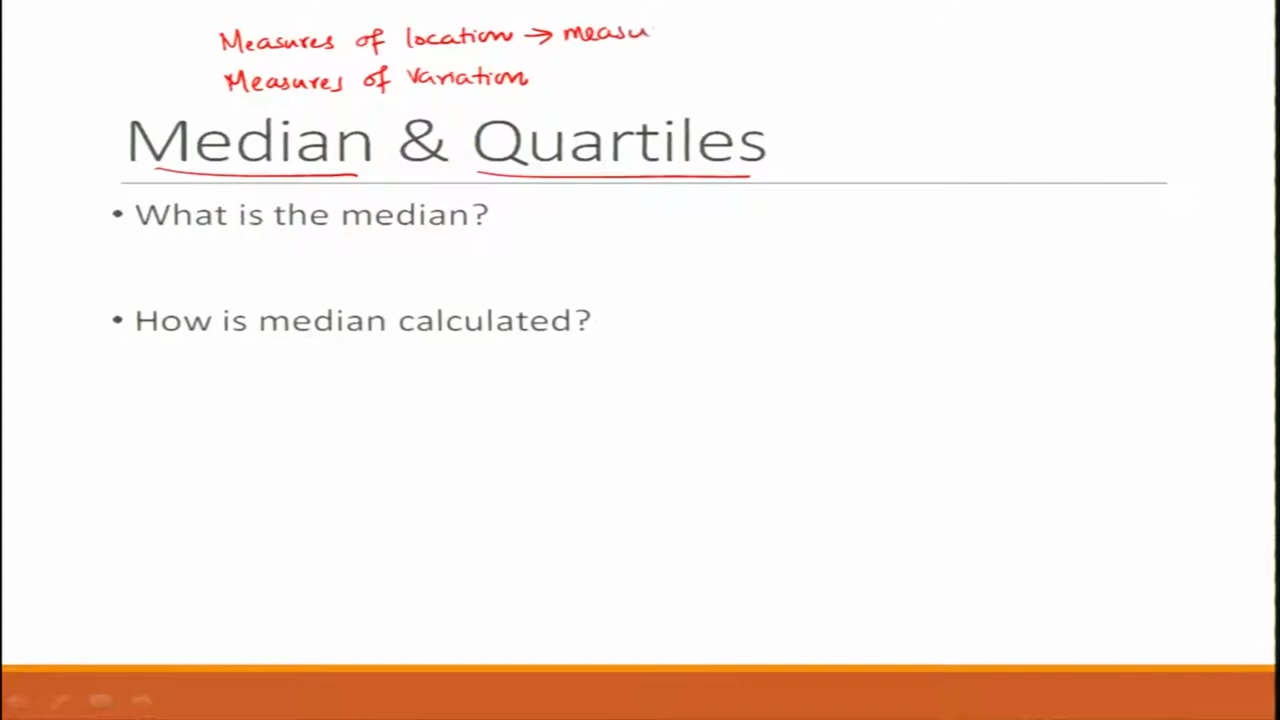 Measures of location → measu
Measures of variation
Median & Quartiles
• What is the median?
• How is median calculated?